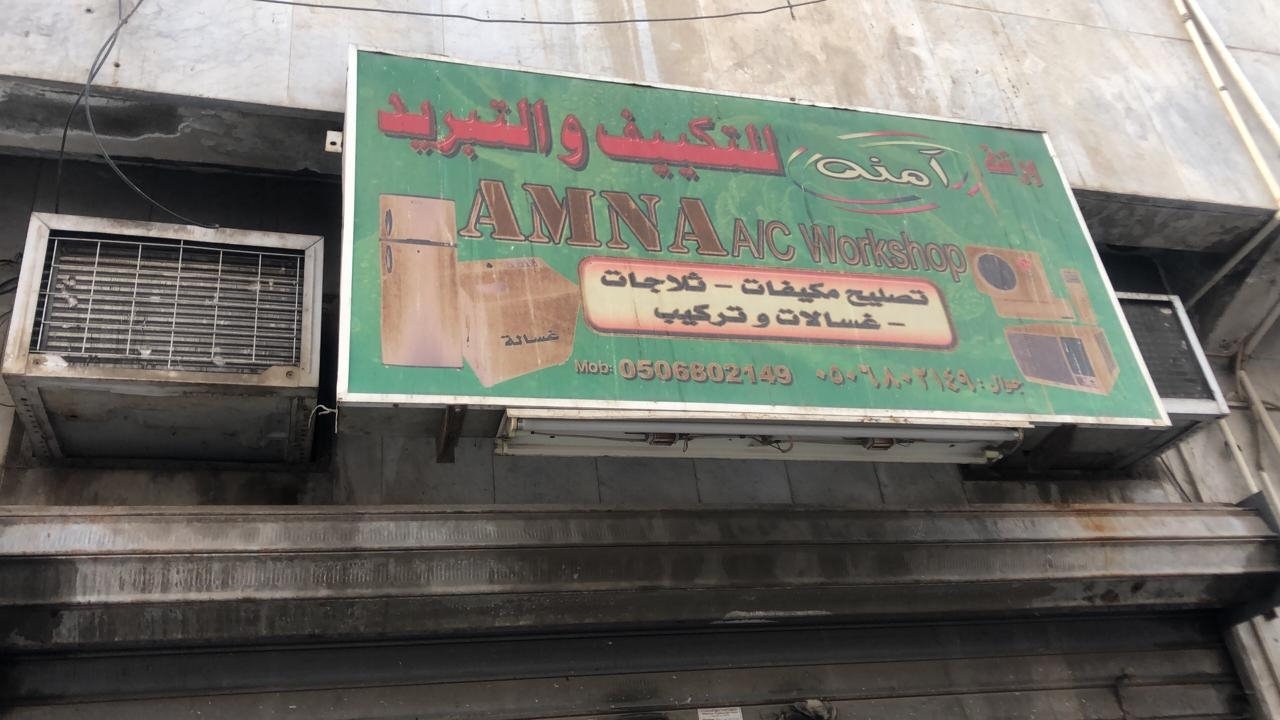 ورشة آمنه للتكييف والتبريد
AMNA A/C Workshop
تصليح مكيفات - ثلاجات
- غسالات و تركيب
غسالة
Mob: 0506802149 جوال : ٠٥٠٦٨٠٢١٤٩